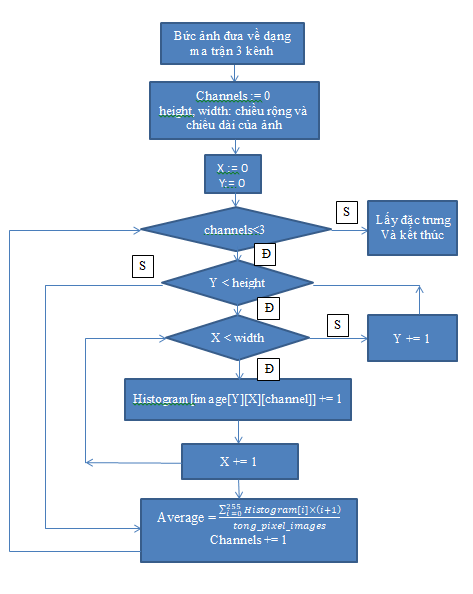 Bức ảnh đưa về dạng
ma trận 3 kênh
Channels := 0
height, width: chiều rộng và
chiều dài của ảnh
X := 0
Y:= 0
channels<3
S
Lấy đặc trưng
Và kết thúc
Đ
S
Y < height
Đ
X < width
S
Y += 1
Đ
Histogram[image[Y][X][channel]] += 1
X += 1
Average = \frac{\sum_{i=0}^{255} Histogram[i]×(i+1)}{tong_pixel_images}
Channels += 1